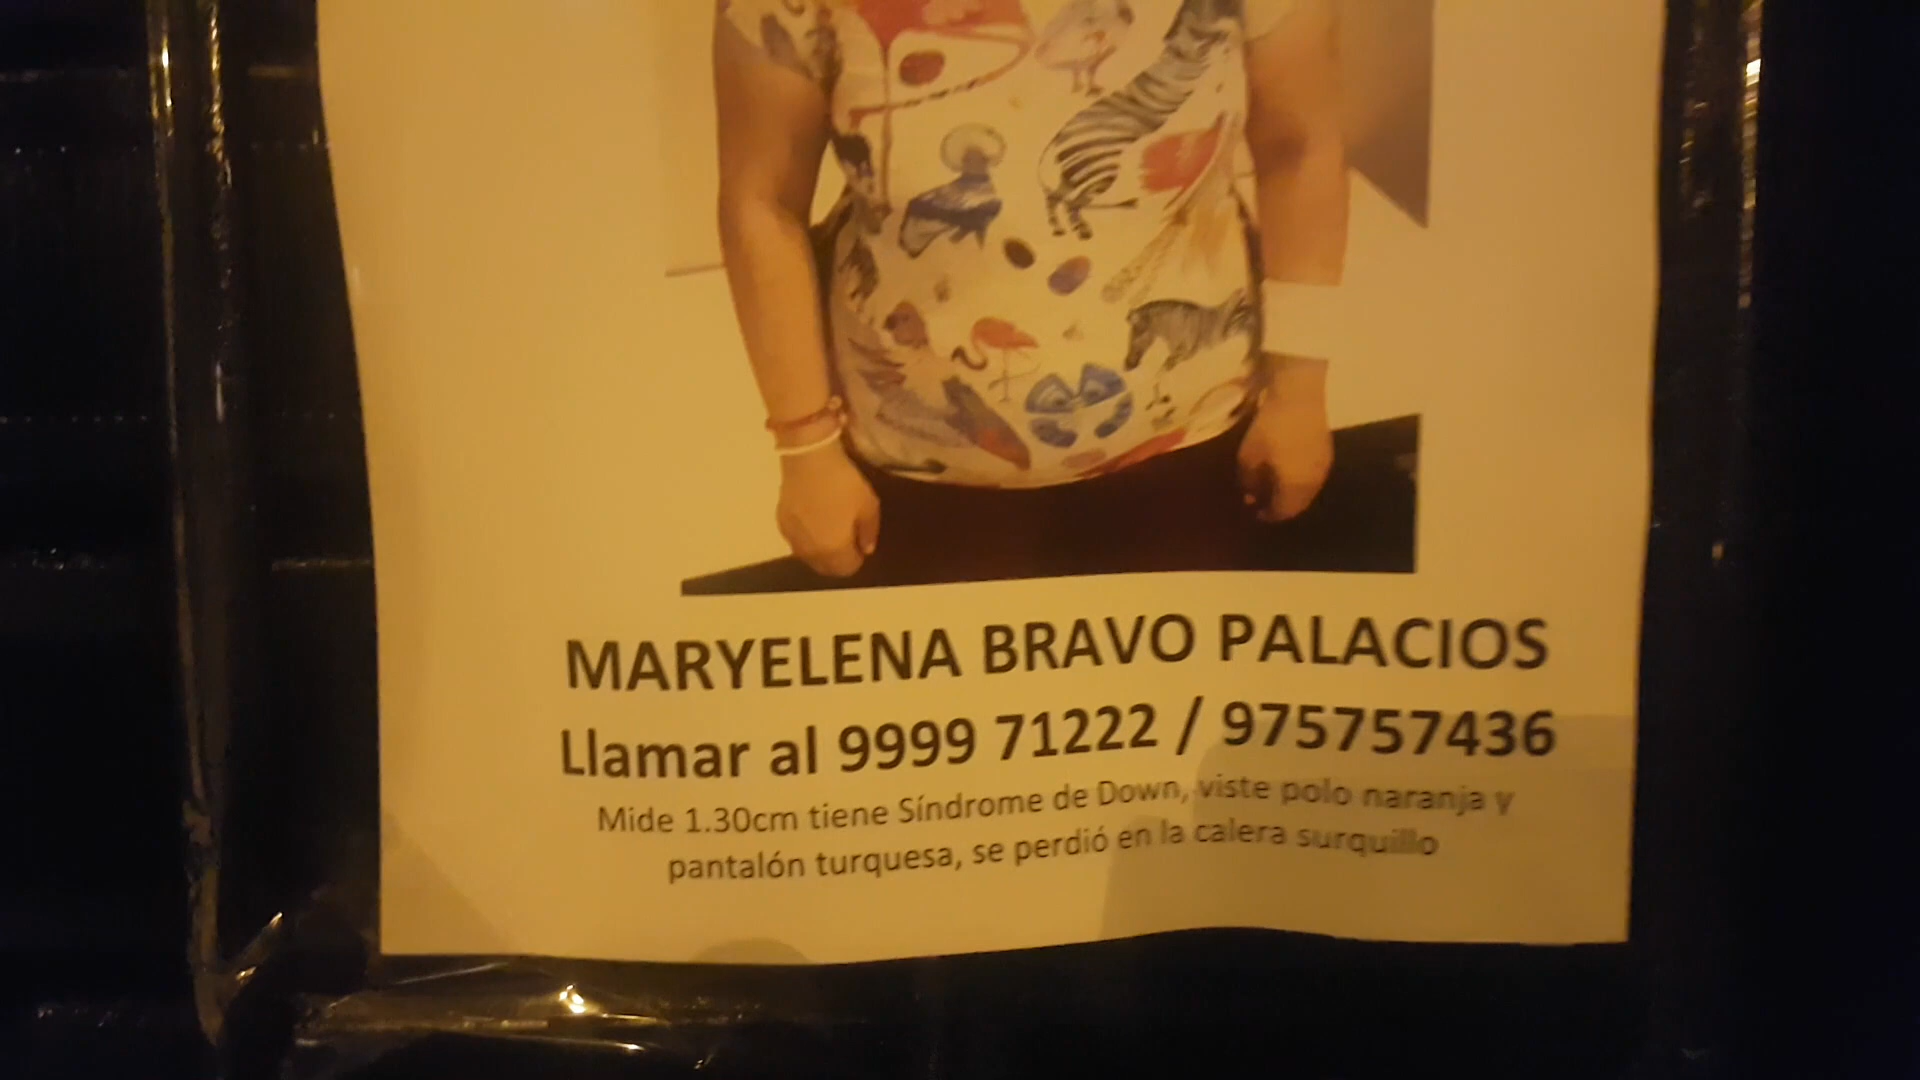 MARYELENA BRAVO PALACIOS
Llamar al 9999 71222 / 975757436
Mide 1.30cm tiene Síndrome de Down, viste polo naranja y
pantalón turquesa, se perdió en la calera surquillo